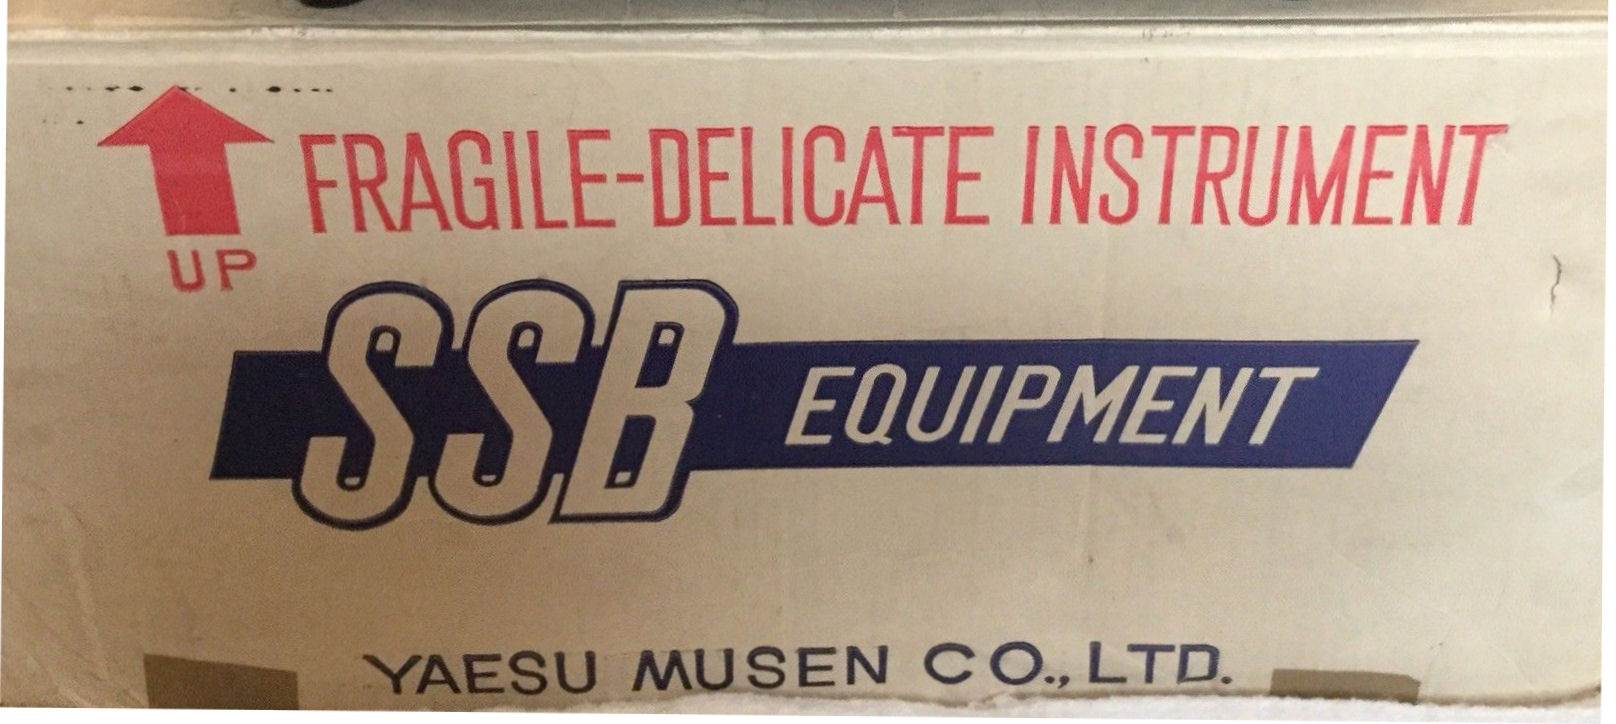 FRAGILE-DELICATE INSTRUMENT
UP
SSB EQUIPMENT
YAESU MUSEN CO., LTD.